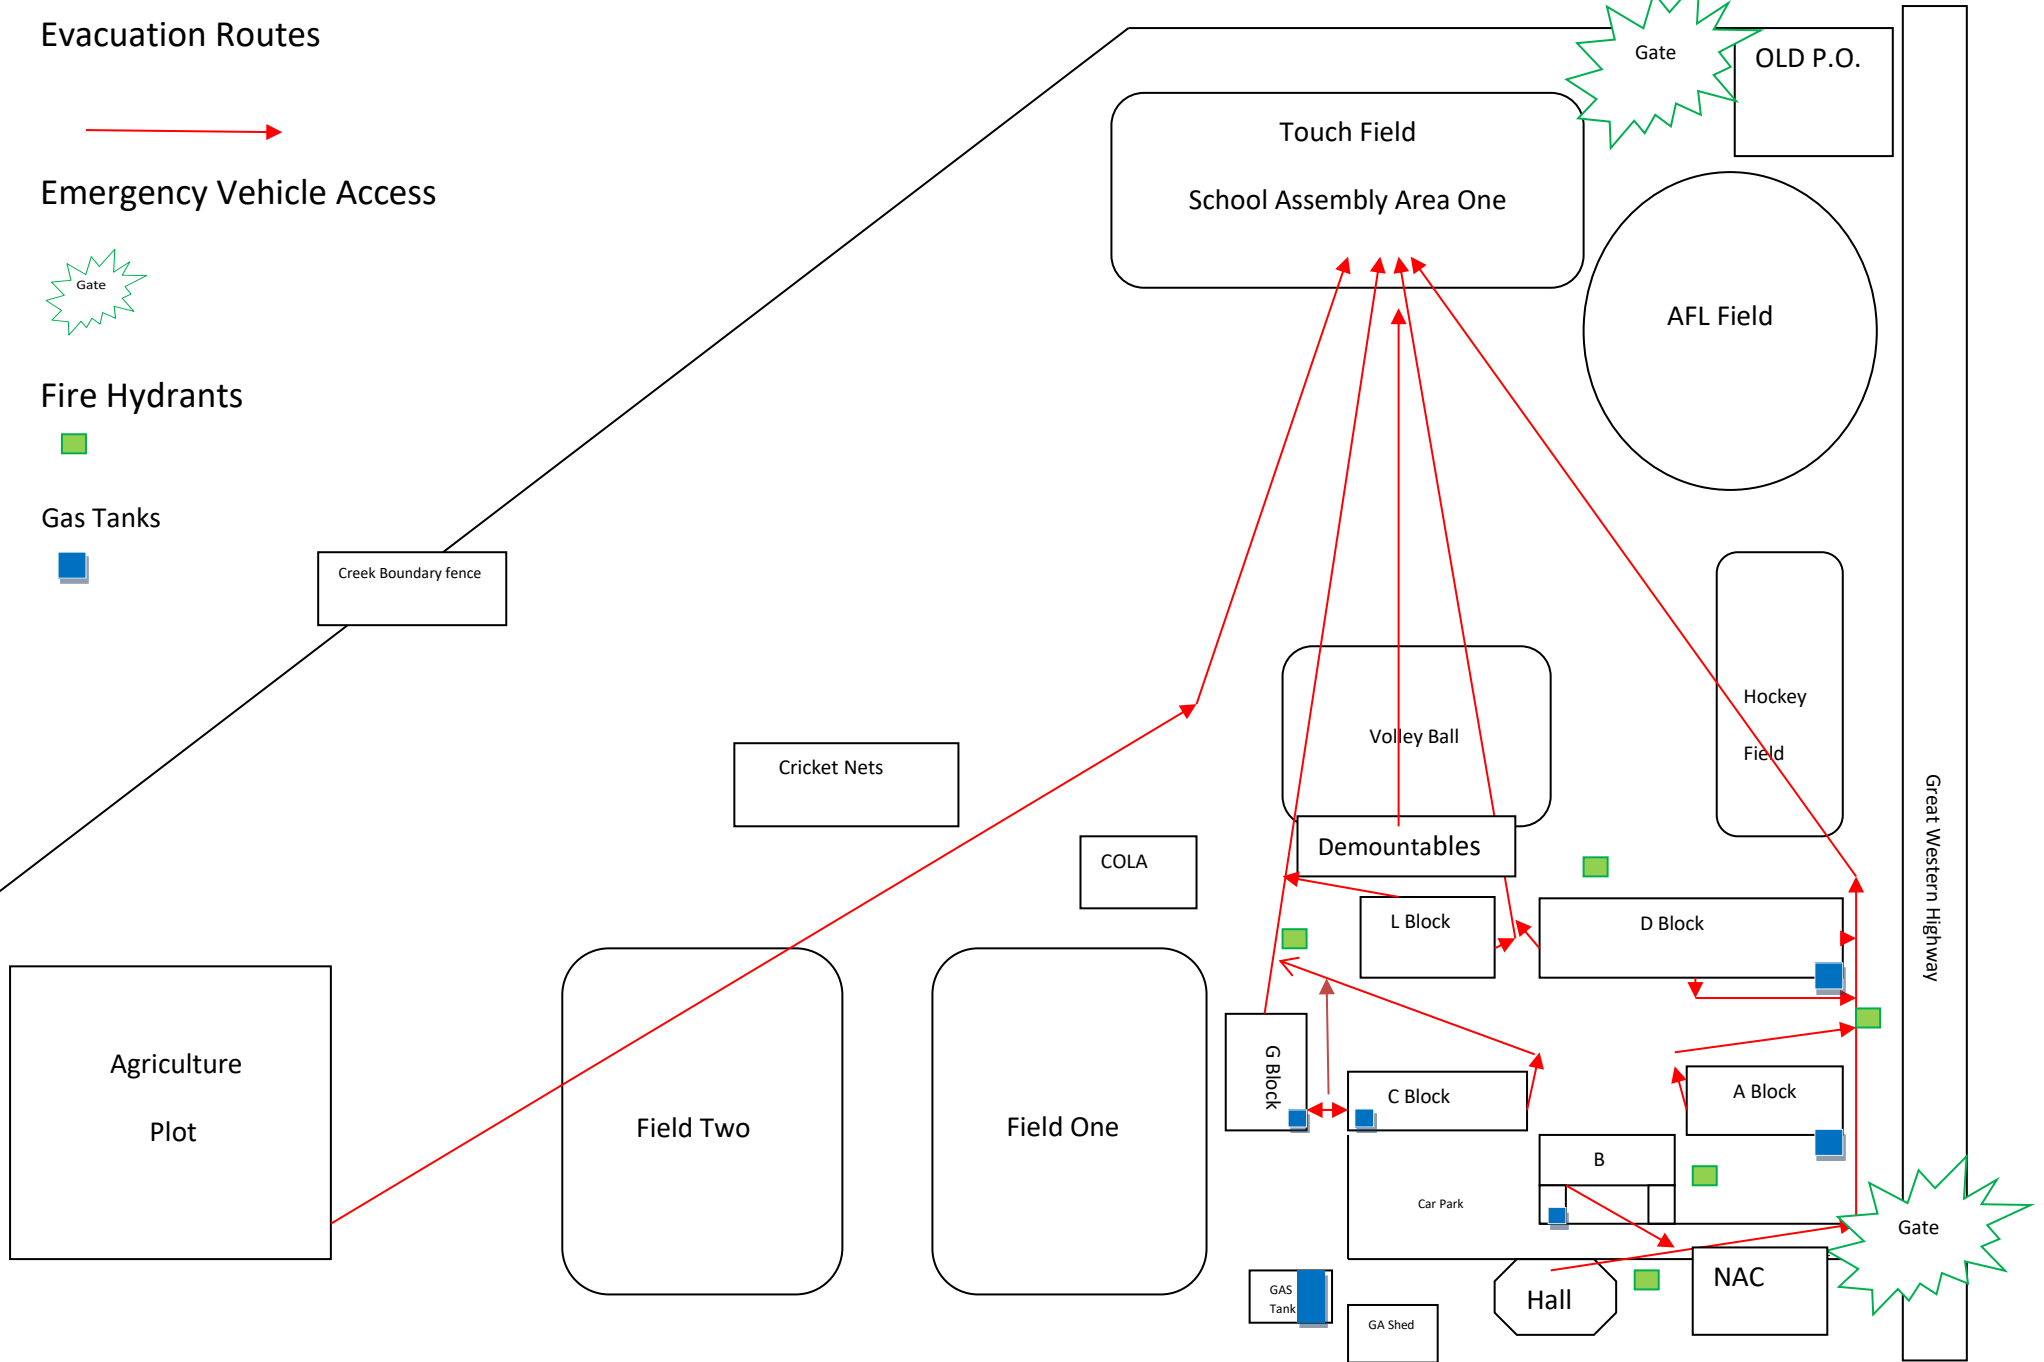 Evacuation Routes
Emergency Vehicle Access
Gate
Fire Hydrants
Gas Tanks
Gate
OLD P.O.
Touch Field
School Assembly Area One
AFL Field
Creek Boundary fence
Hockey
Field
Volley Ball
Cricket Nets
Great Western Highway
Demountables
COLA
L Block
D Block
Agriculture
Plot
Field Two
Field One
G Block
C Block
A Block
B
Car Park
Gate
GAS
Tank
GA Shed
Hall
NAC